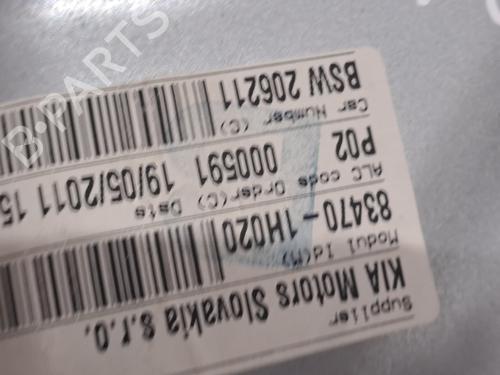 Supplier
KIA Motors Slovakia s.r.o.
Modul Id(M)
83470-1H020
ALC code Order(C) Date
P02 000591 19/05/2011 15
Car Number (C)
BSW 206211
B-PARTS